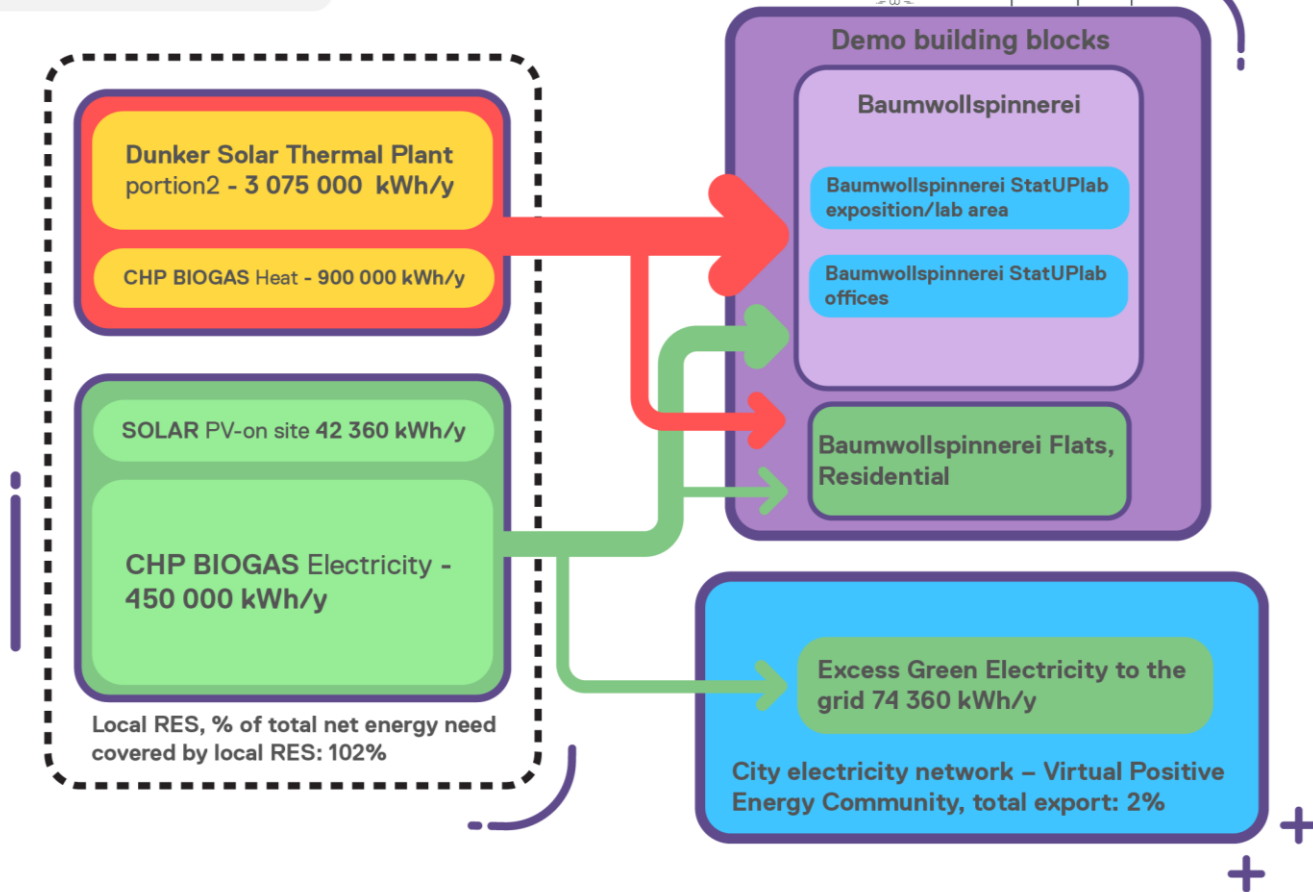 Demo building blocks
Baumwollspinnerei
Dunker Solar Thermal Plant
portion2 - 3 075 000 kWh/y
Baumwollspinnerei StatUPlab
exposition/lab area
CHP BIOGAS Heat - 900 000 kWh/y
Baumwollspinnerei StatUPlab
offices
SOLAR PV-on site 42 360 kWh/y
Baumwollspinnerei Flats,
Residential
CHP BIOGAS Electricity -
450 000 kWh/y
Local RES, % of total net energy need
covered by local RES: 102%
Excess Green Electricity to the
grid 74 360 kWh/y
City electricity network – Virtual Positive
Energy Community, total export: 2%